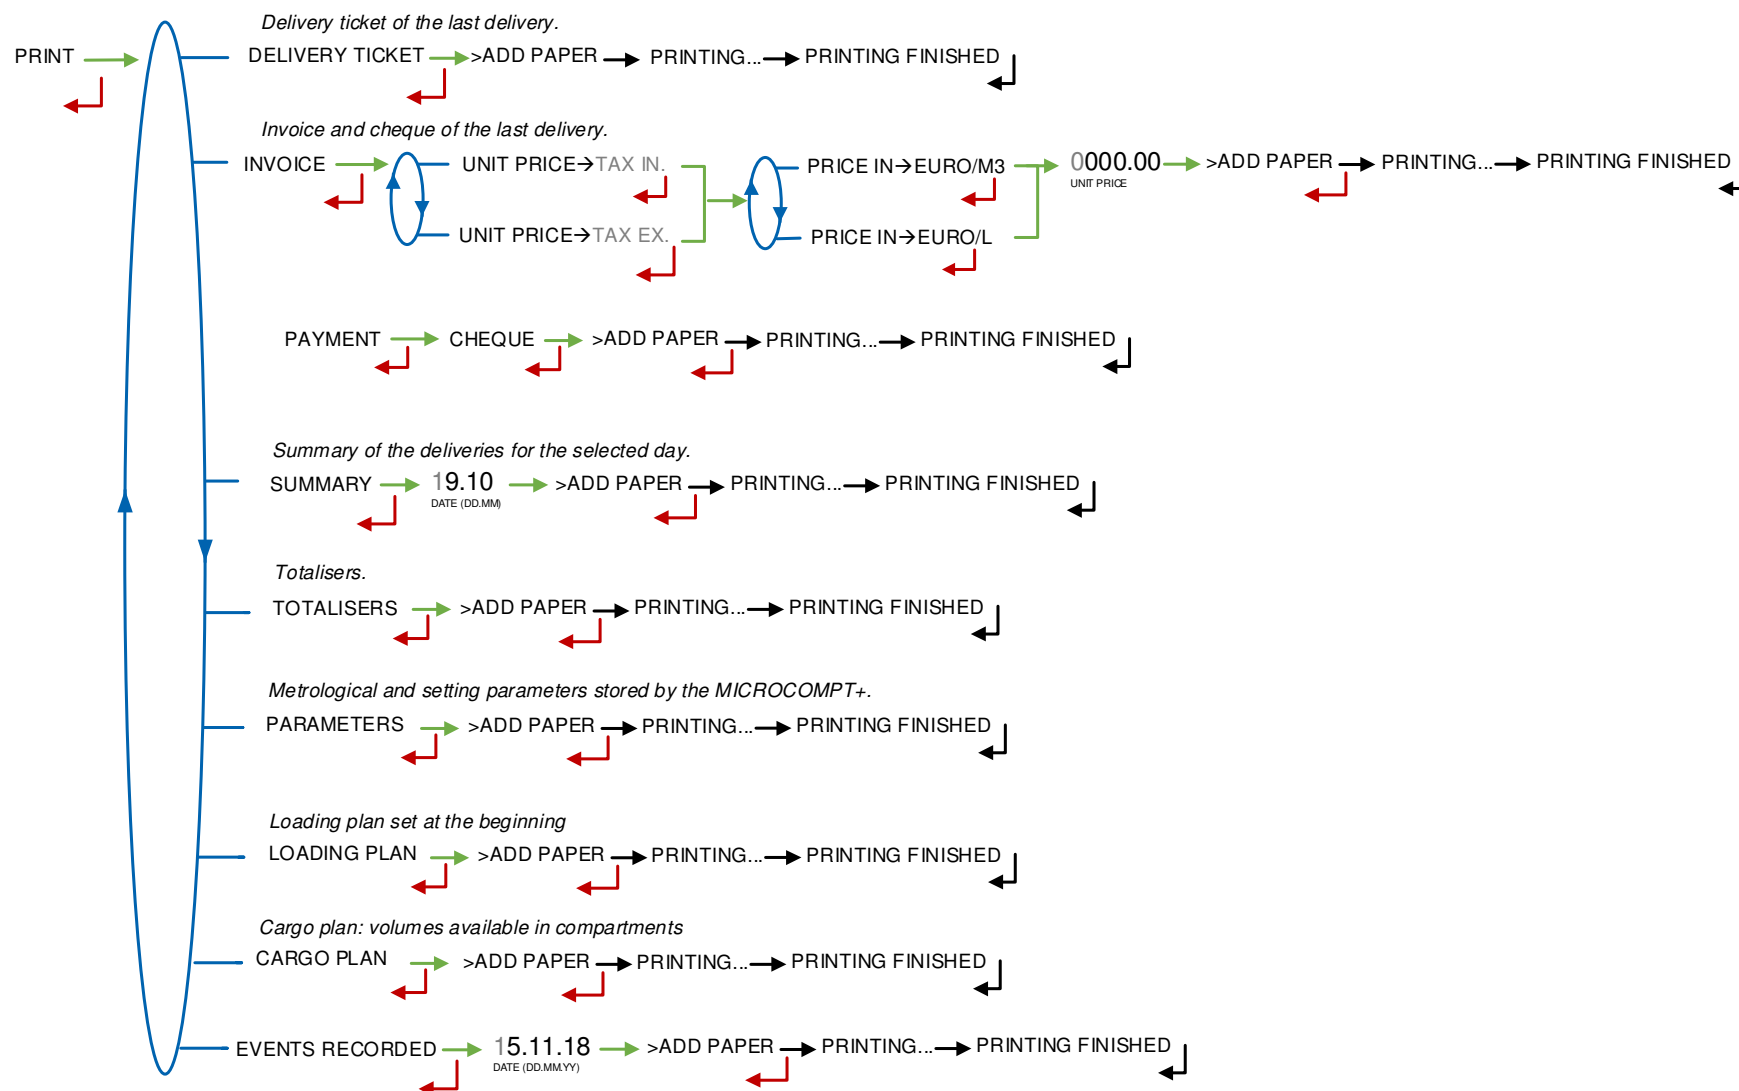 Delivery ticket of the last delivery.
PRINT DELIVERY TICKET >ADD PAPER PRINTING... PRINTING FINISHED
Invoice and cheque of the last delivery.
INVOICE UNIT PRICE→TAX IN. PRICE IN→EURO/M3 0000.00 >ADD PAPER PRINTING... PRINTING FINISHED
UNIT PRICE
UNIT PRICE→TAX EX. PRICE IN→EURO/L
PAYMENT CHEQUE >ADD PAPER PRINTING... PRINTING FINISHED
Summary of the deliveries for the selected day.
SUMMARY 19.10 >ADD PAPER PRINTING... PRINTING FINISHED
DATE (DD.MM)
Totalisers.
TOTALISERS >ADD PAPER PRINTING... PRINTING FINISHED
Metrological and setting parameters stored by the MICROCOMPT+.
PARAMETERS >ADD PAPER PRINTING... PRINTING FINISHED
Loading plan set at the beginning
LOADING PLAN >ADD PAPER PRINTING... PRINTING FINISHED
Cargo plan: volumes available in compartments
CARGO PLAN >ADD PAPER PRINTING... PRINTING FINISHED
EVENTS RECORDED 15.11.18 >ADD PAPER PRINTING... PRINTING FINISHED
DATE (DD.MM.YY)